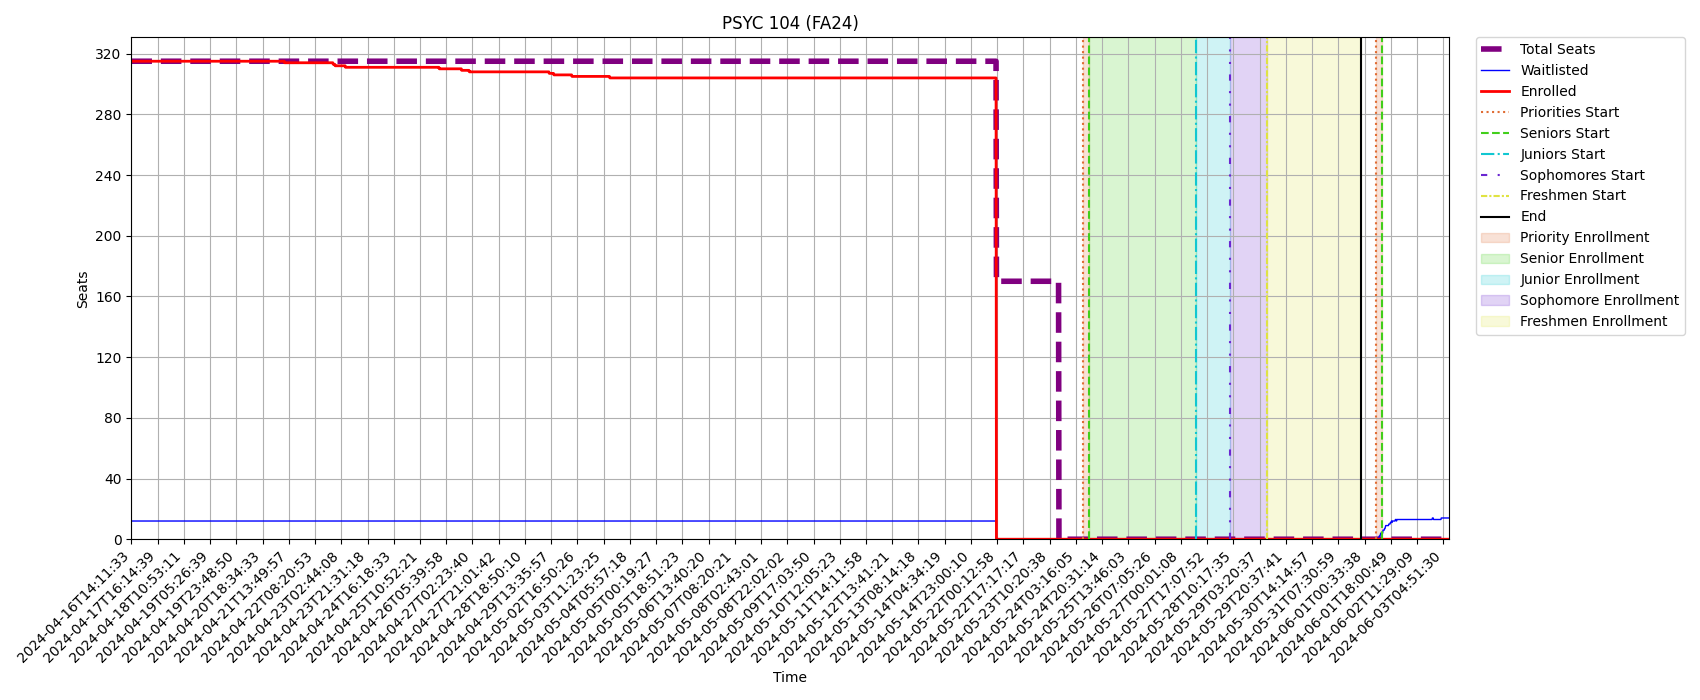 PSYC 104 (FA24)
Seats
320
280
240
200
160
120
80
40
0
2024-04-16T14:11:33
2024-04-17T16:14:39
2024-04-18T10:53:11
2024-04-19T05:26:39
2024-04-19T23:48:50
2024-04-20T18:34:33
2024-04-21T13:49:57
2024-04-22T08:20:53
2024-04-23T02:44:08
2024-04-23T21:31:18
2024-04-24T16:18:33
2024-04-25T10:52:21
2024-04-26T05:39:58
2024-04-27T02:23:40
2024-04-27T21:01:42
2024-04-28T18:50:10
2024-04-29T13:35:57
2024-05-02T16:50:26
2024-05-03T11:23:25
2024-05-04T05:57:18
2024-05-05T00:19:27
2024-05-05T18:51:23
2024-05-06T13:40:20
2024-05-07T08:20:21
2024-05-08T02:43:01
2024-05-08T22:02:02
2024-05-09T17:03:50
2024-05-10T12:05:23
2024-05-11T14:11:58
2024-05-12T13:41:21
2024-05-13T08:14:18
2024-05-14T04:34:19
2024-05-14T23:00:10
2024-05-22T00:12:58
2024-05-22T17:17:17
2024-05-23T10:20:38
2024-05-24T03:16:05
2024-05-24T20:31:14
2024-05-25T13:46:03
2024-05-26T07:05:26
2024-05-27T00:01:08
2024-05-27T17:07:52
2024-05-28T10:17:35
2024-05-29T03:20:37
2024-05-29T20:37:41
2024-05-30T14:14:57
2024-05-31T07:30:59
2024-06-01T00:33:38
2024-06-01T18:00:49
2024-06-02T11:29:09
2024-06-03T04:51:30
Time
Total Seats
Waitlisted
Enrolled
Priorities Start
Seniors Start
Juniors Start
Sophomores Start
Freshmen Start
End
Priority Enrollment
Senior Enrollment
Junior Enrollment
Sophomore Enrollment
Freshmen Enrollment